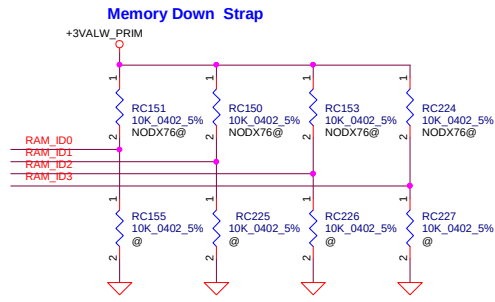 Memory Down Strap
+3VALW_PRIM
1 1 1 1
RC151 RC150 RC153 RC224
10K_0402_5% 10K_0402_5% 10K_0402_5% 10K_0402_5%
NODX76@ NODX76@ NODX76@ NODX76@
2 2 2 2
RAM_ID0
RAM_ID1
RAM_ID2
RAM_ID3
1 1 1 1
RC155 RC225 RC226 RC227
10K_0402_5% 10K_0402_5% 10K_0402_5% 10K_0402_5%
@ @ @ @
2 2 2 2